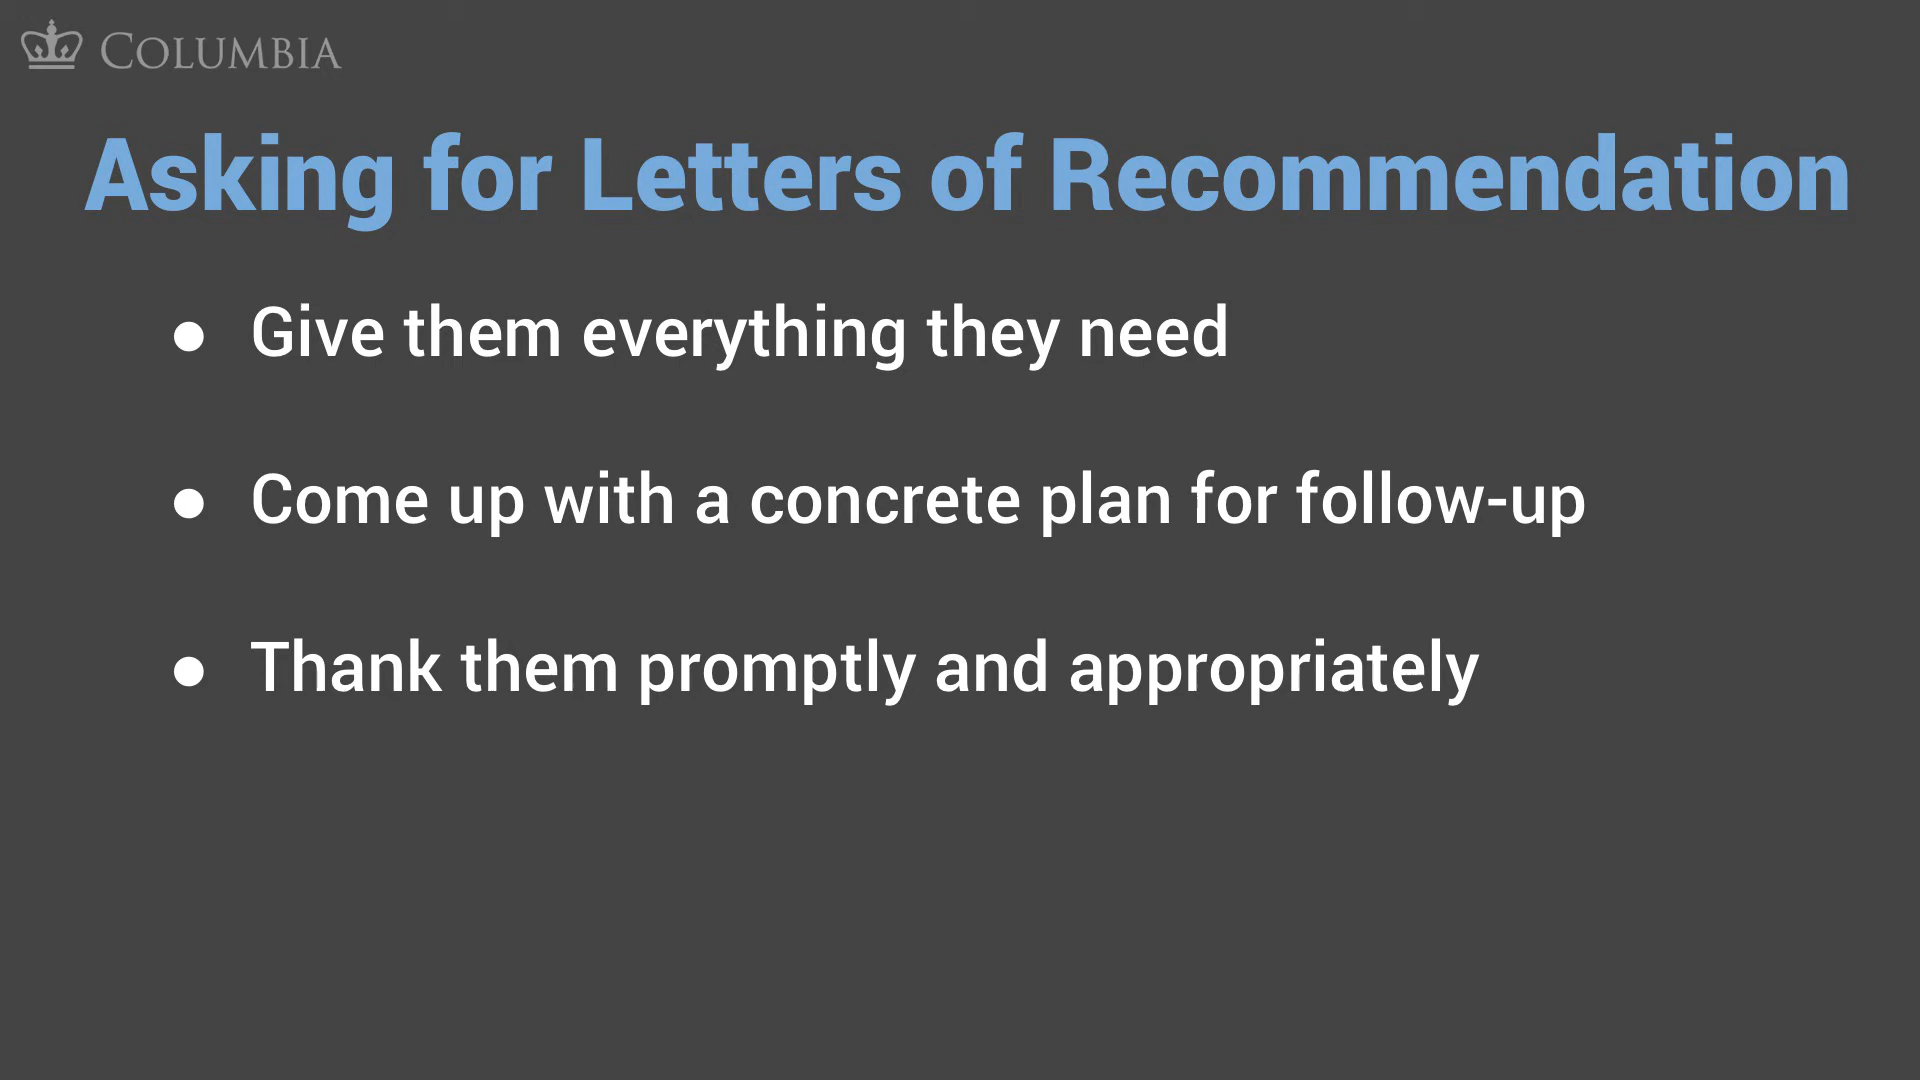 COLUMBIA
Asking for Letters of Recommendation
● Give them everything they need
● Come up with a concrete plan for follow-up
● Thank them promptly and appropriately